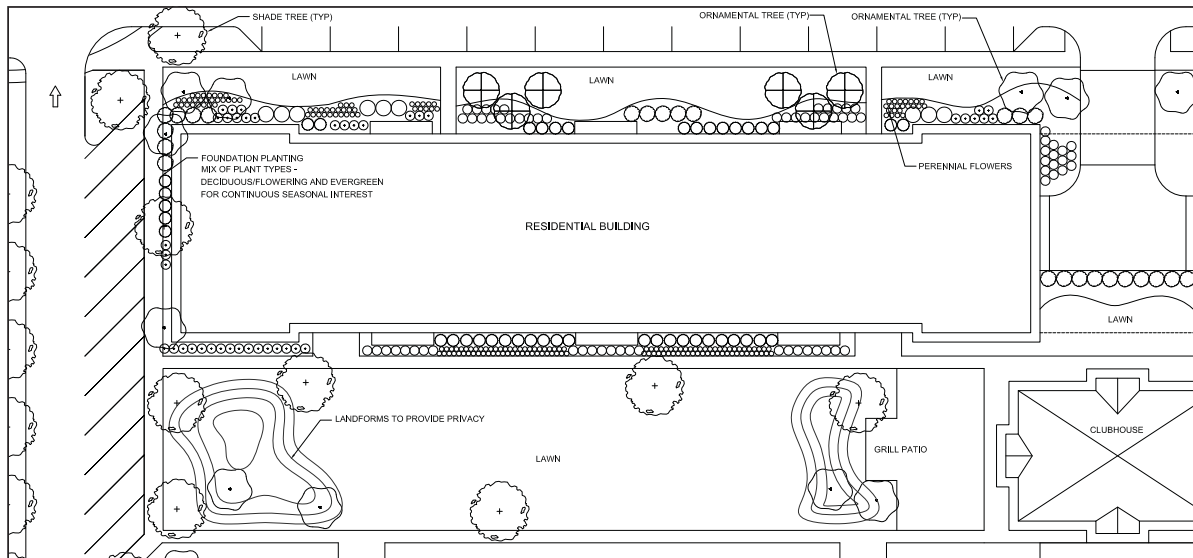 SHADE TREE (TYP)
ORNAMENTAL TREE (TYP)
ORNAMENTAL TREE (TYP)
LAWN
LAWN
LAWN
FOUNDATION PLANTING
MIX OF PLANT TYPES -
DECIDUOUS/FLOWERING AND EVERGREEN
FOR CONTINUOUS SEASONAL INTEREST
PERENNIAL FLOWERS
RESIDENTIAL BUILDING
LAWN
LANDFORMS TO PROVIDE PRIVACY
CLUBHOUSE
GRILL PATIO
LAWN